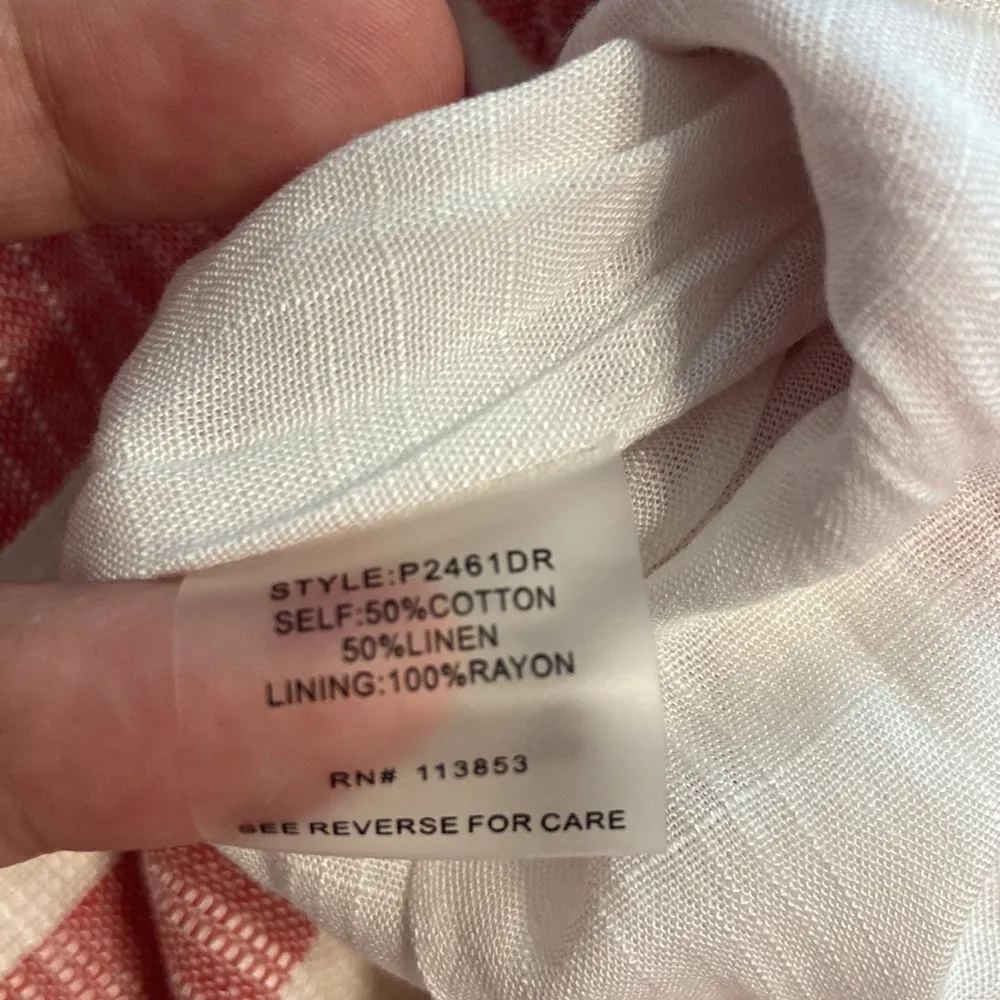 STYLE:P2461DR
SELF:50%COTTON
50%LINEN
LINING:100%RAYON
RN# 113853
SEE REVERSE FOR CARE